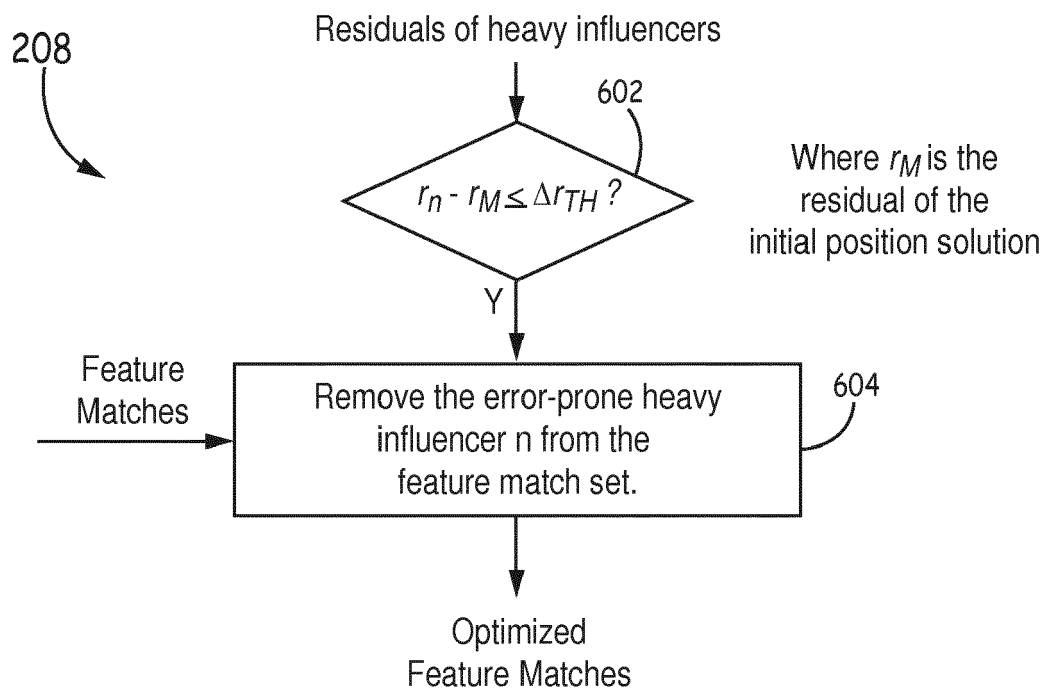 208
Residuals of heavy influencers
602
rn - rM ≤ ΔrTH ?
Where rM is the
residual of the
initial position solution
Y
Feature
Matches
Remove the error-prone heavy
influencer n from the
feature match set.
604
Optimized
Feature Matches